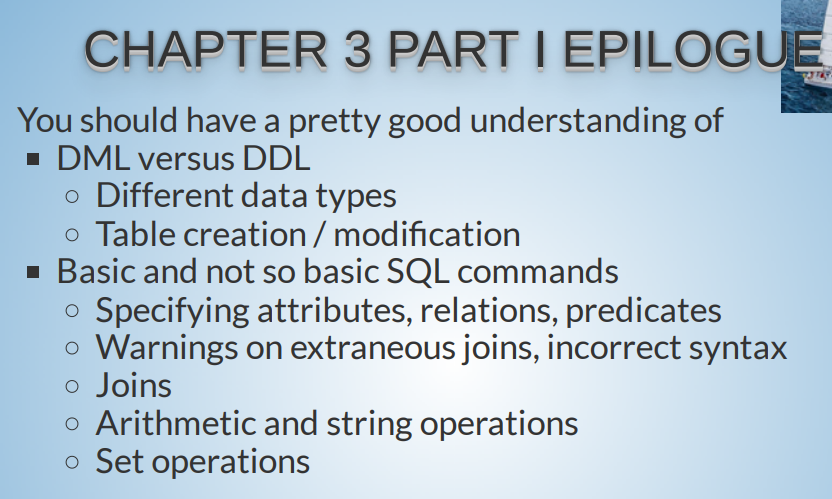 CHAPTER 3 PART I EPILOGUE
You should have a pretty good understanding of
▪ DML versus DDL
○ Different data types
○ Table creation / modification
▪ Basic and not so basic SQL commands
○ Specifying attributes, relations, predicates
○ Warnings on extraneous joins, incorrect syntax
○ Joins
○ Arithmetic and string operations
○ Set operations